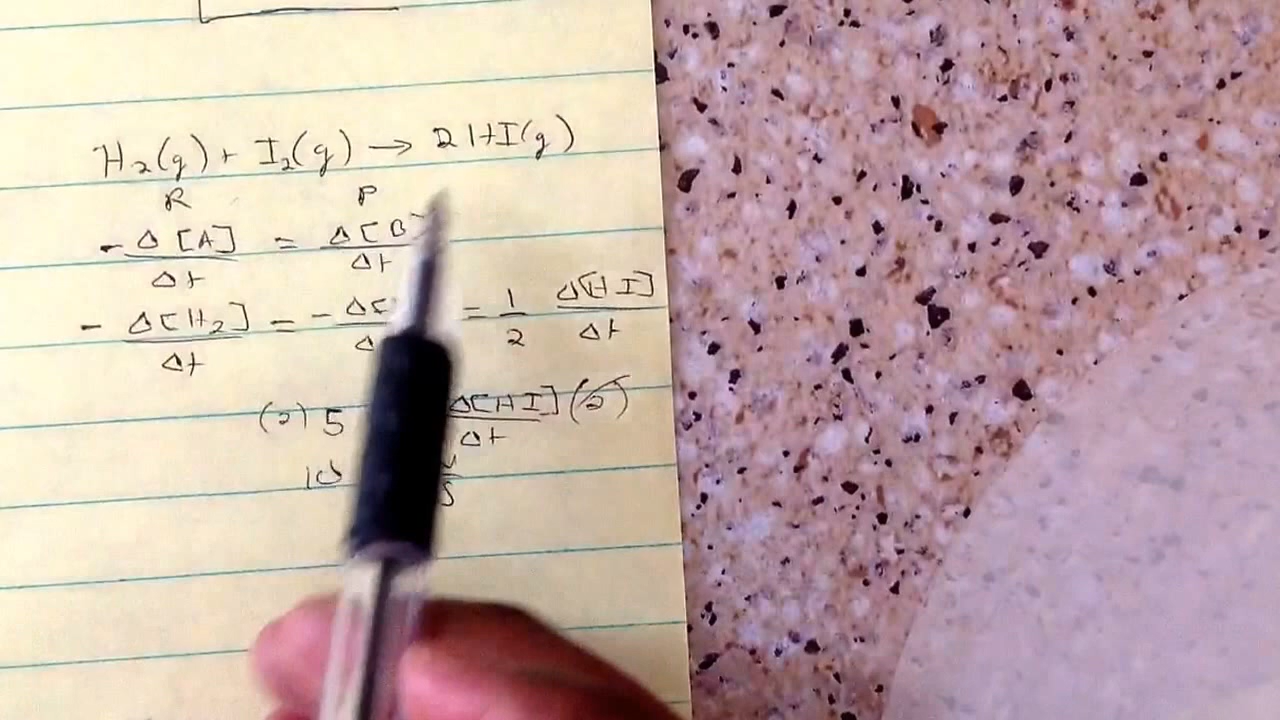 H₂(g) + I₂(g) → 2HI(g)
R P
- Δ[A]/Δt = Δ[B]/Δt
- Δ[H₂]/Δt = - Δ[ = 1/2 Δ[HI]/Δt
(2) 5 Δ[HI]/Δt (2)
10